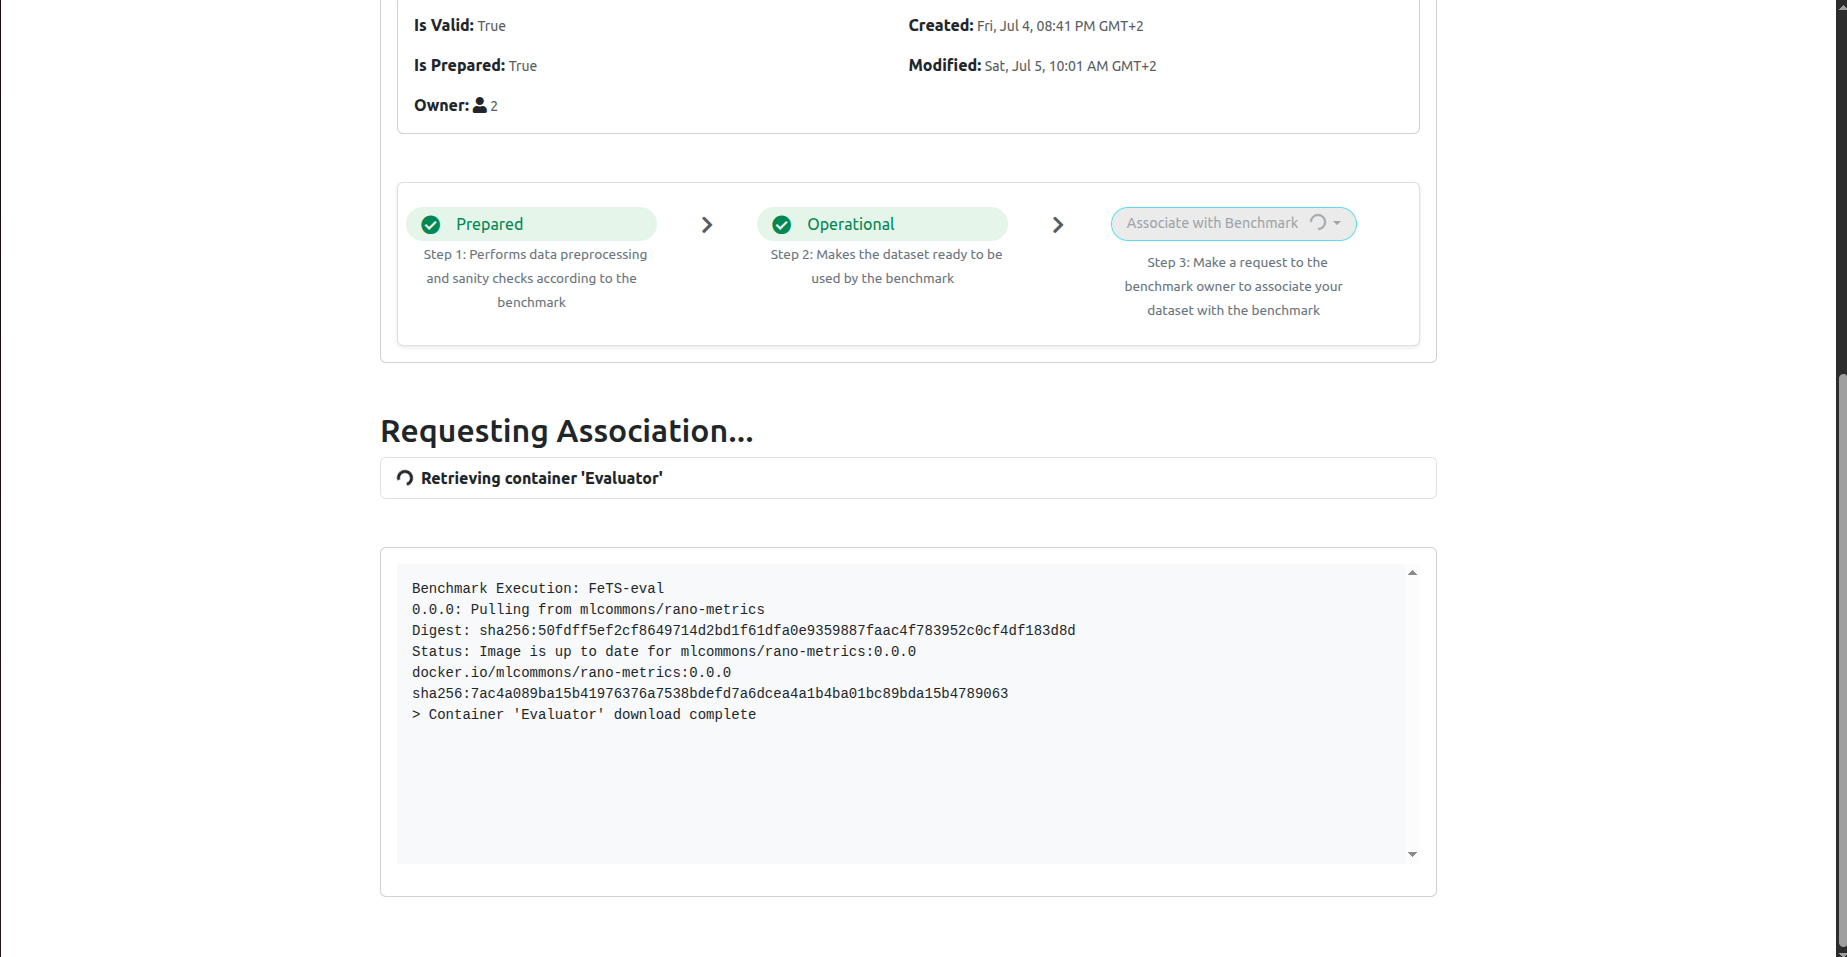 Is Valid: True
Created: Fri, Jul 4, 08:41 PM GMT+2
Is Prepared: True
Modified: Sat, Jul 5, 10:01 AM GMT+2
Owner: 2
Prepared
Step 1: Performs data preprocessing
and sanity checks according to the
benchmark
Operational
Step 2: Makes the dataset ready to be
used by the benchmark
Associate with Benchmark
Step 3: Make a request to the
benchmark owner to associate your
dataset with the benchmark
Requesting Association...
Retrieving container 'Evaluator'
Benchmark Execution: FeTS-eval
0.0.0: Pulling from mlcommons/rano-metrics
Digest: sha256:50fdff5ef2cf8649714d2bd1f61dfa0e9359887faac4f783952c0cf4df183d8d
Status: Image is up to date for mlcommons/rano-metrics:0.0.0
docker.io/mlcommons/rano-metrics:0.0.0
sha256:7ac4a089ba15b41976376a7538bdefd7a6dcea4a1b4ba01bc89bda15b4789063
> Container 'Evaluator' download complete